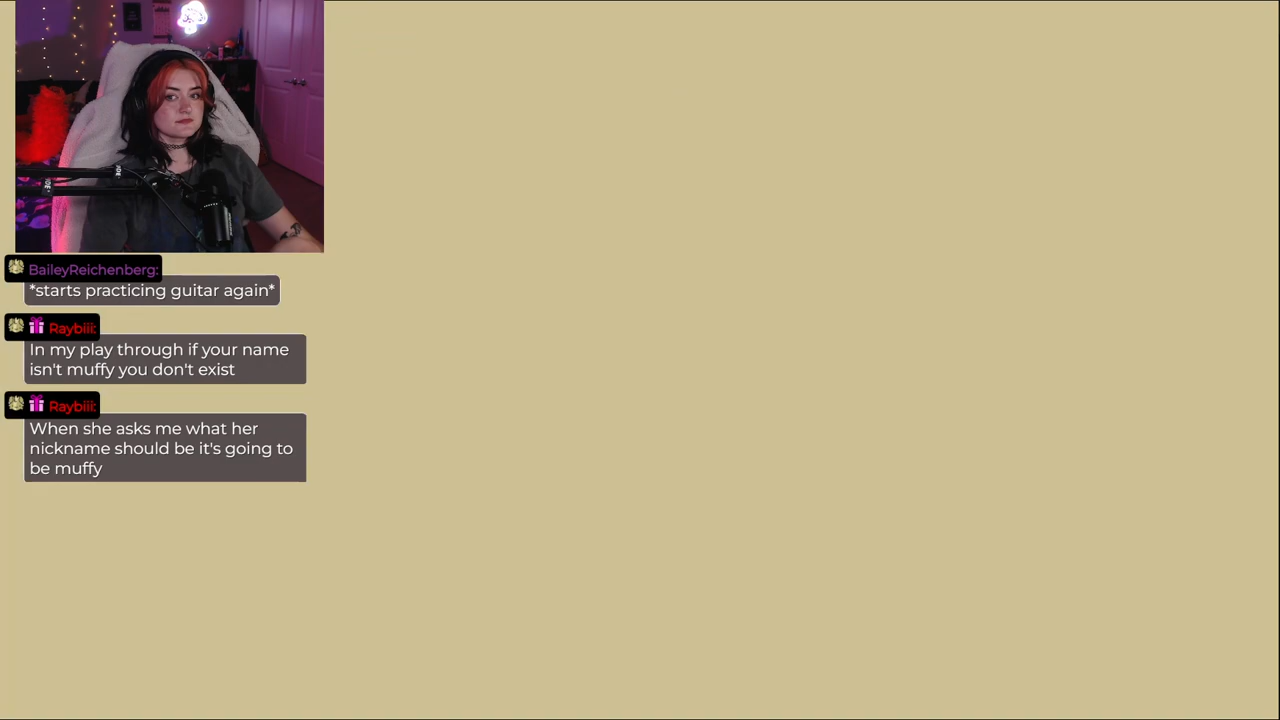 BaileyReichenberg:
*starts practicing guitar again*
Raybiii:
In my play through if your name
isn't muffy you don't exist
Raybiii:
When she asks me what her
nickname should be it's going to
be muffy